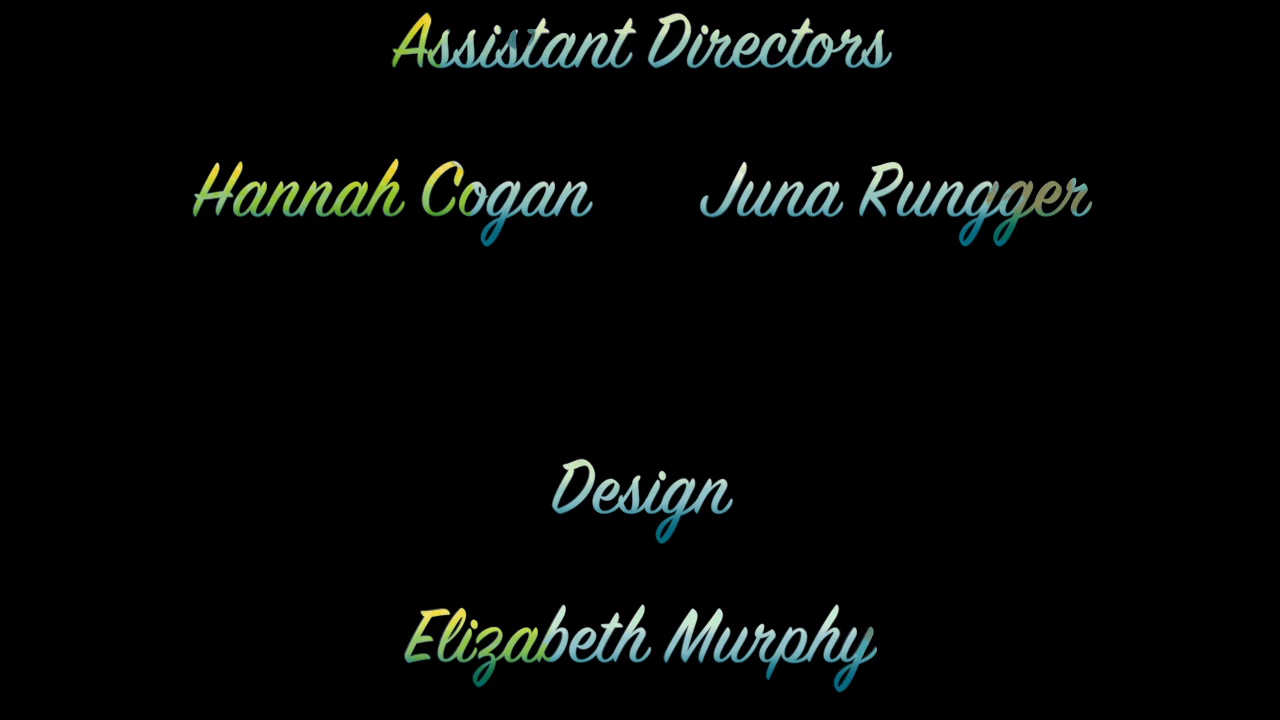 Assistant Directors
Hannah Cogan Juna Rungger
Design
Elizabeth Murphy